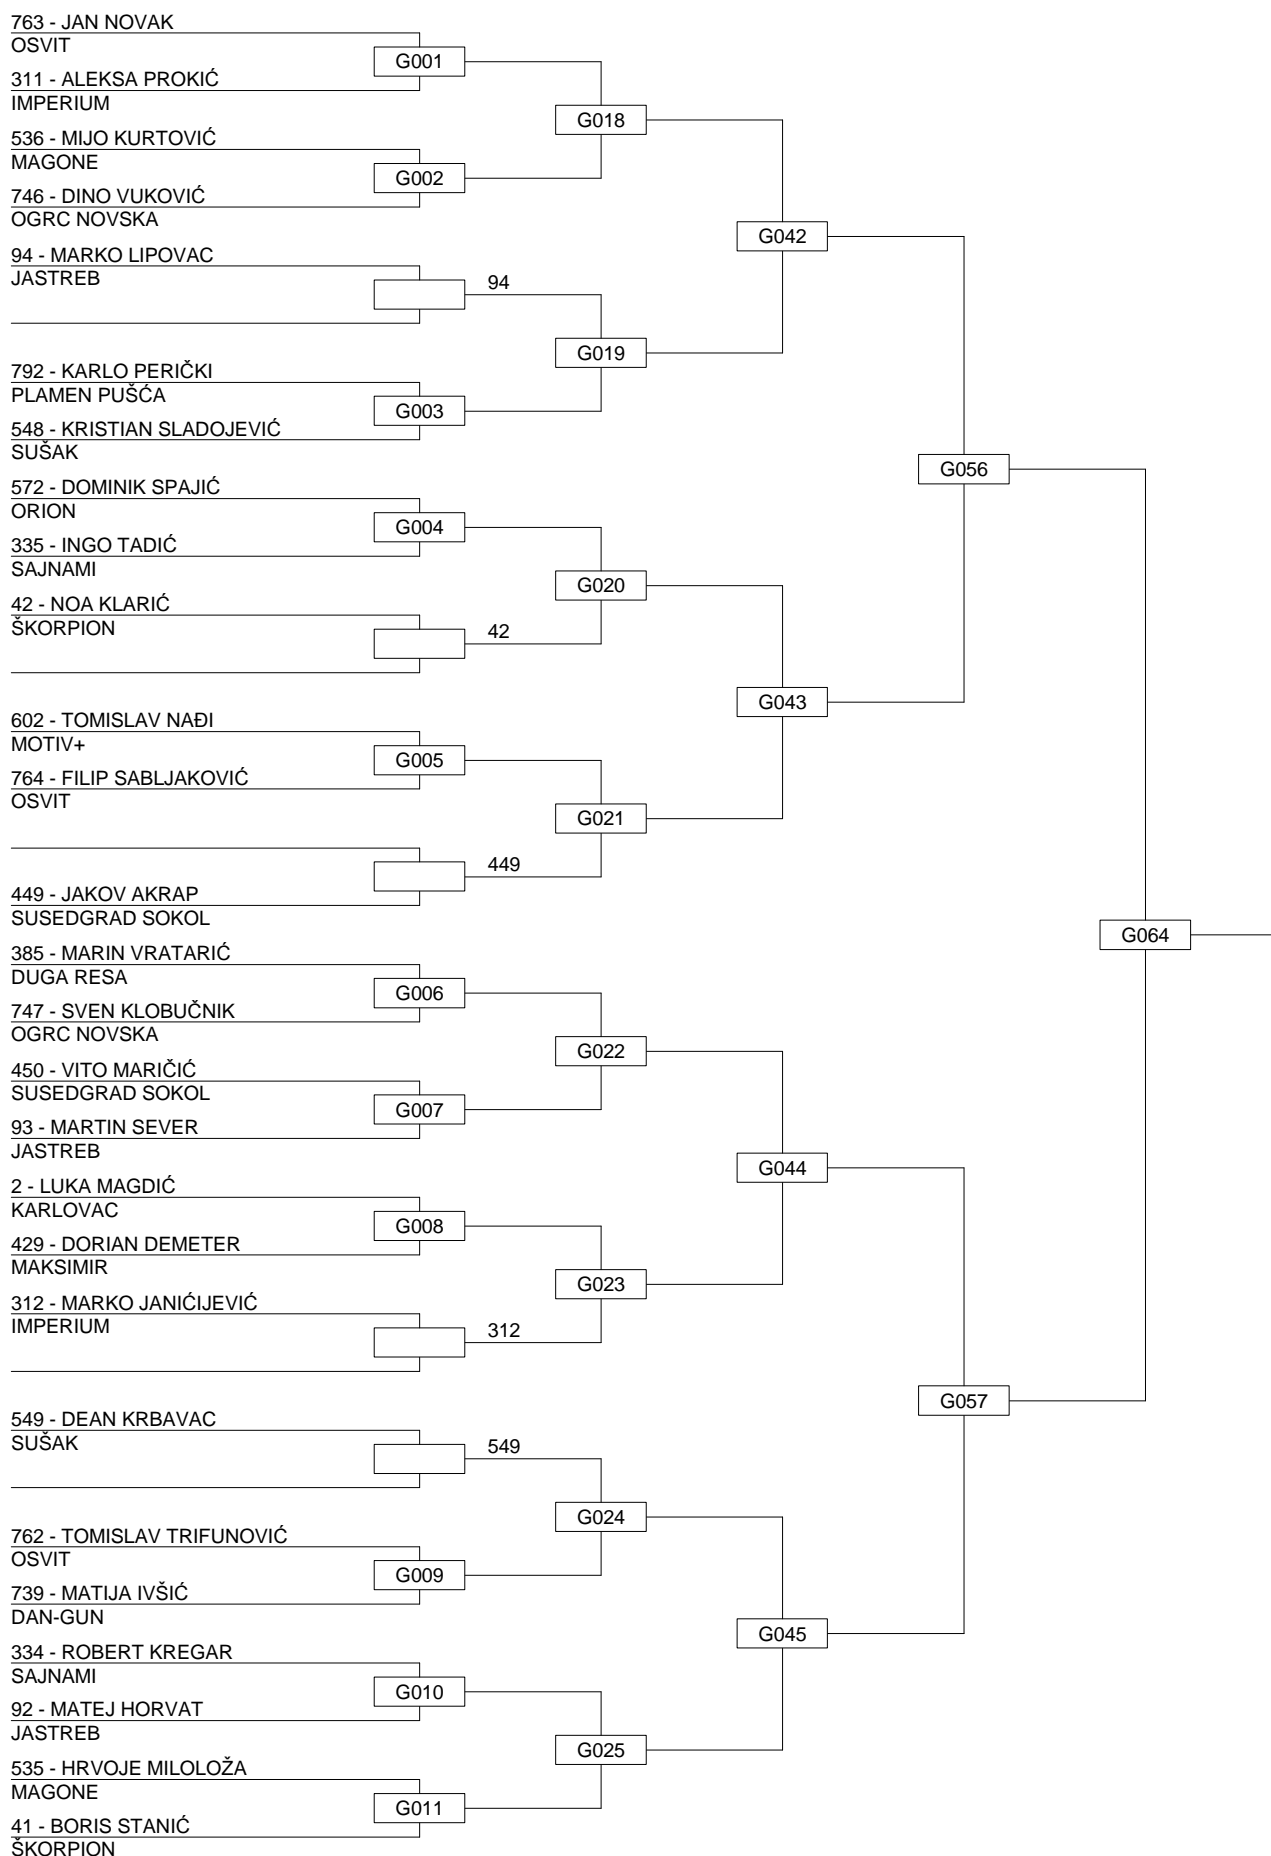 763 - JAN NOVAK
OSVIT
G001
311 - ALEKSA PROKIĆ
IMPERIUM
G018
536 - MIJO KURTOVIĆ
MAGONE
G002
746 - DINO VUKOVIĆ
OGRC NOVSKA
G042
94 - MARKO LIPOVAC
JASTREB
94
G019
792 - KARLO PERIČKI
PLAMEN PUŠĆA
G003
548 - KRISTIAN SLADOJEVIĆ
SUŠAK
G056
572 - DOMINIK SPAJIĆ
ORION
G004
335 - INGO TADIĆ
SAJNAMI
G020
42 - NOA KLARIĆ
ŠKORPION
42
G043
602 - TOMISLAV NAĐI
MOTIV+
G005
764 - FILIP SABLJAKOVIĆ
OSVIT
G021
449
449 - JAKOV AKRAP
SUSEDGRAD SOKOL
G064
385 - MARIN VRATARIĆ
DUGA RESA
G006
747 - SVEN KLOBUČNIK
OGRC NOVSKA
G022
450 - VITO MARIČIĆ
SUSEDGRAD SOKOL
G007
93 - MARTIN SEVER
JASTREB
G044
2 - LUKA MAGDIĆ
KARLOVAC
G008
429 - DORIAN DEMETER
MAKSIMIR
G023
312 - MARKO JANIĆIJEVIĆ
IMPERIUM
312
G057
549 - DEAN KRBAVAC
SUŠAK
549
G024
762 - TOMISLAV TRIFUNOVIĆ
OSVIT
G009
739 - MATIJA IVŠIĆ
DAN-GUN
G045
334 - ROBERT KREGAR
SAJNAMI
G010
92 - MATEJ HORVAT
JASTREB
G025
535 - HRVOJE MILOLOŽA
MAGONE
G011
41 - BORIS STANIĆ
ŠKORPION